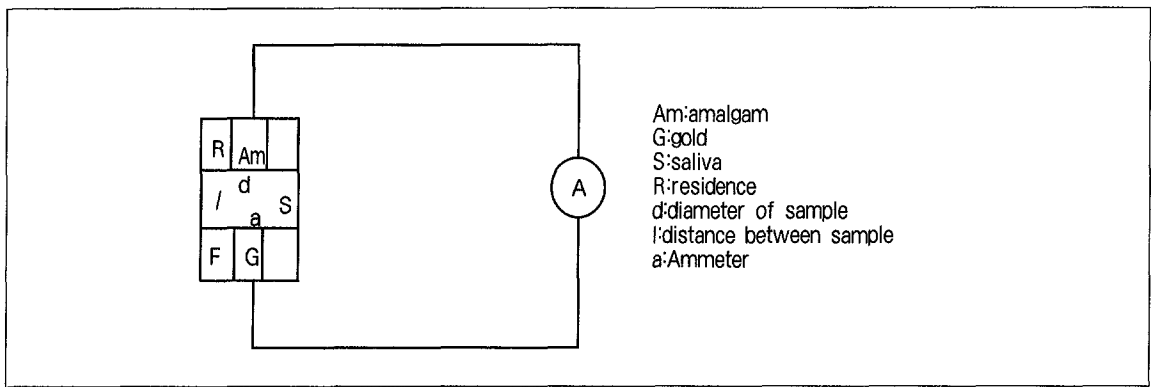 R Am
d
l S
a
F G
A
Am:amalgam
G:gold
S:saliva
R:residence
d:diameter of sample
l:distance between sample
a:Ammeter